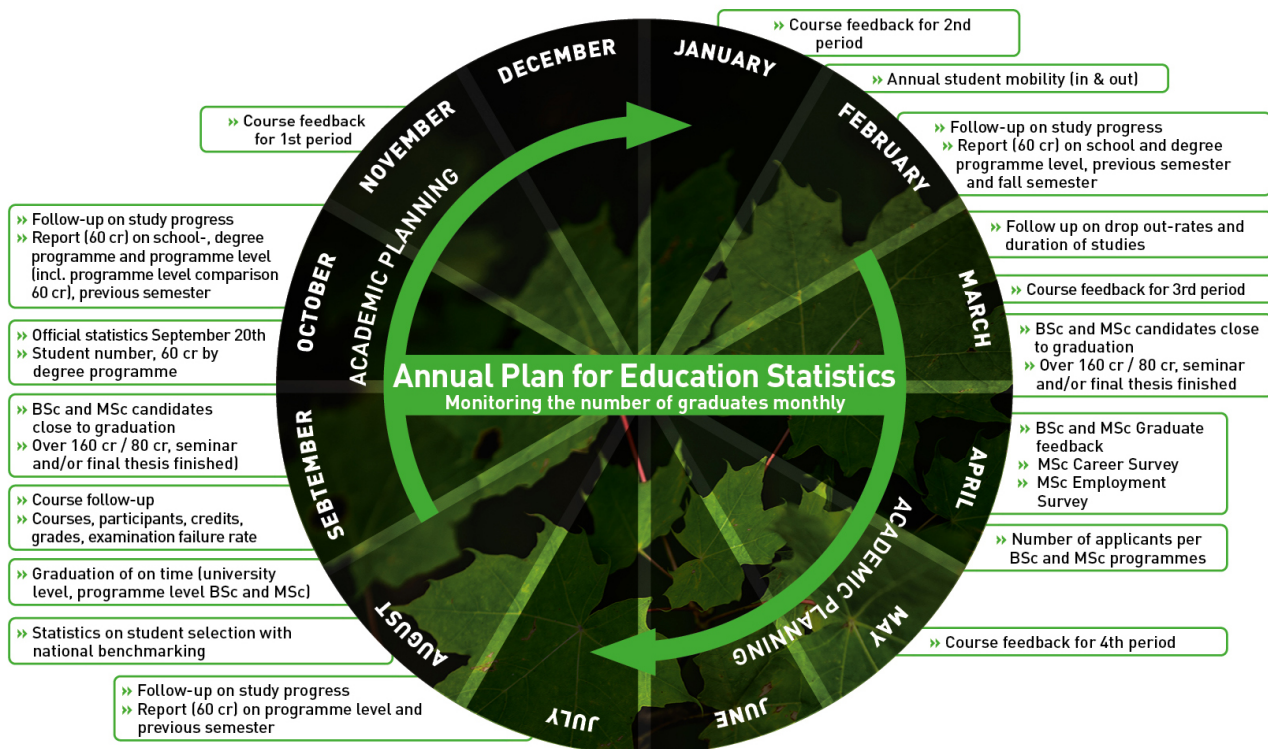 Annual Plan for Education Statistics
Monitoring the number of graduates monthly
JANUARY
FEBRUARY
MARCH
APRIL
MAY
JUNE
JULY
AUGUST
SEBTEMBER
OCTOBER
NOVEMBER
DECEMBER
ACADEMIC PLANNING
ACADEMIC PLANNING
›› Course feedback for 2nd
period
›› Annual student mobility (in & out)
›› Follow-up on study progress
›› Report (60 cr) on school and degree
programme level, previous semester
and fall semester
›› Follow up on drop out-rates and
duration of studies
›› Course feedback for 3rd period
›› BSc and MSc candidates close
to graduation
›› Over 160 cr / 80 cr, seminar
and/or final thesis finished
›› BSc and MSc Graduate
feedback
›› MSc Career Survey
›› MSc Employment
Survey
›› Number of applicants per
BSc and MSc programmes
›› Course feedback for 4th period
›› Follow-up on study progress
›› Report (60 cr) on programme level and
previous semester
›› Statistics on student selection with
national benchmarking
›› Graduation of on time (university
level, programme level BSc and MSc)
›› Course follow-up
›› Courses, participants, credits,
grades, examination failure rate
›› BSc and MSc candidates
close to graduation
›› Over 160 cr / 80 cr, seminar
and/or final thesis finished)
›› Official statistics September 20th
›› Student number, 60 cr by
degree programme
›› Follow-up on study progress
›› Report (60 cr) on school-, degree
programme and programme level
(incl. programme level comparison
60 cr), previous semester
›› Course feedback
for 1st period